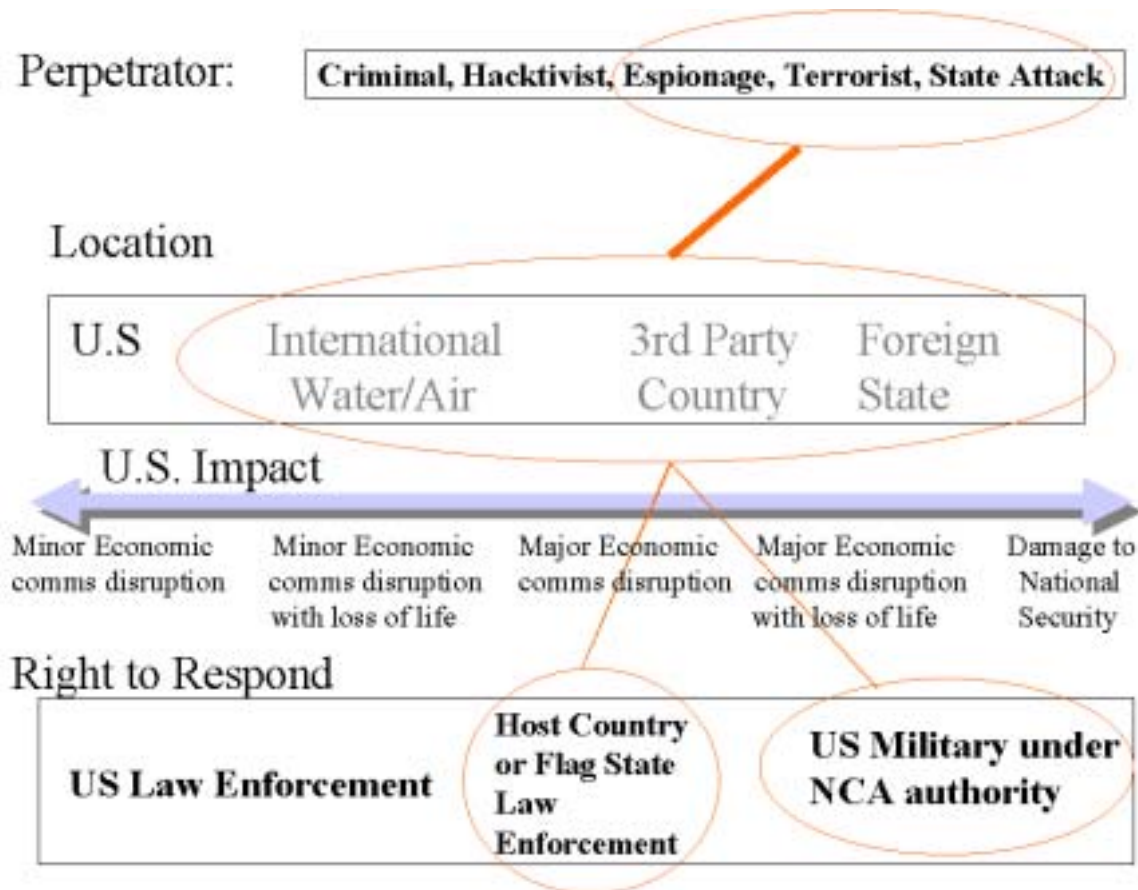 Perpetrator:
Criminal, Hacktivist, Espionage, Terrorist, State Attack
Location
U.S
International
Water/Air
3rd Party
Country
Foreign
State
U.S. Impact
Minor Economic
comms disruption
Minor Economic
comms disruption
with loss of life
Major Economic
comms disruption
Major Economic
comms disruption
with loss of life
Damage to
National
Security
Right to Respond
US Law Enforcement
Host Country
or Flag State
Law
Enforcement
US Military under
NCA authority